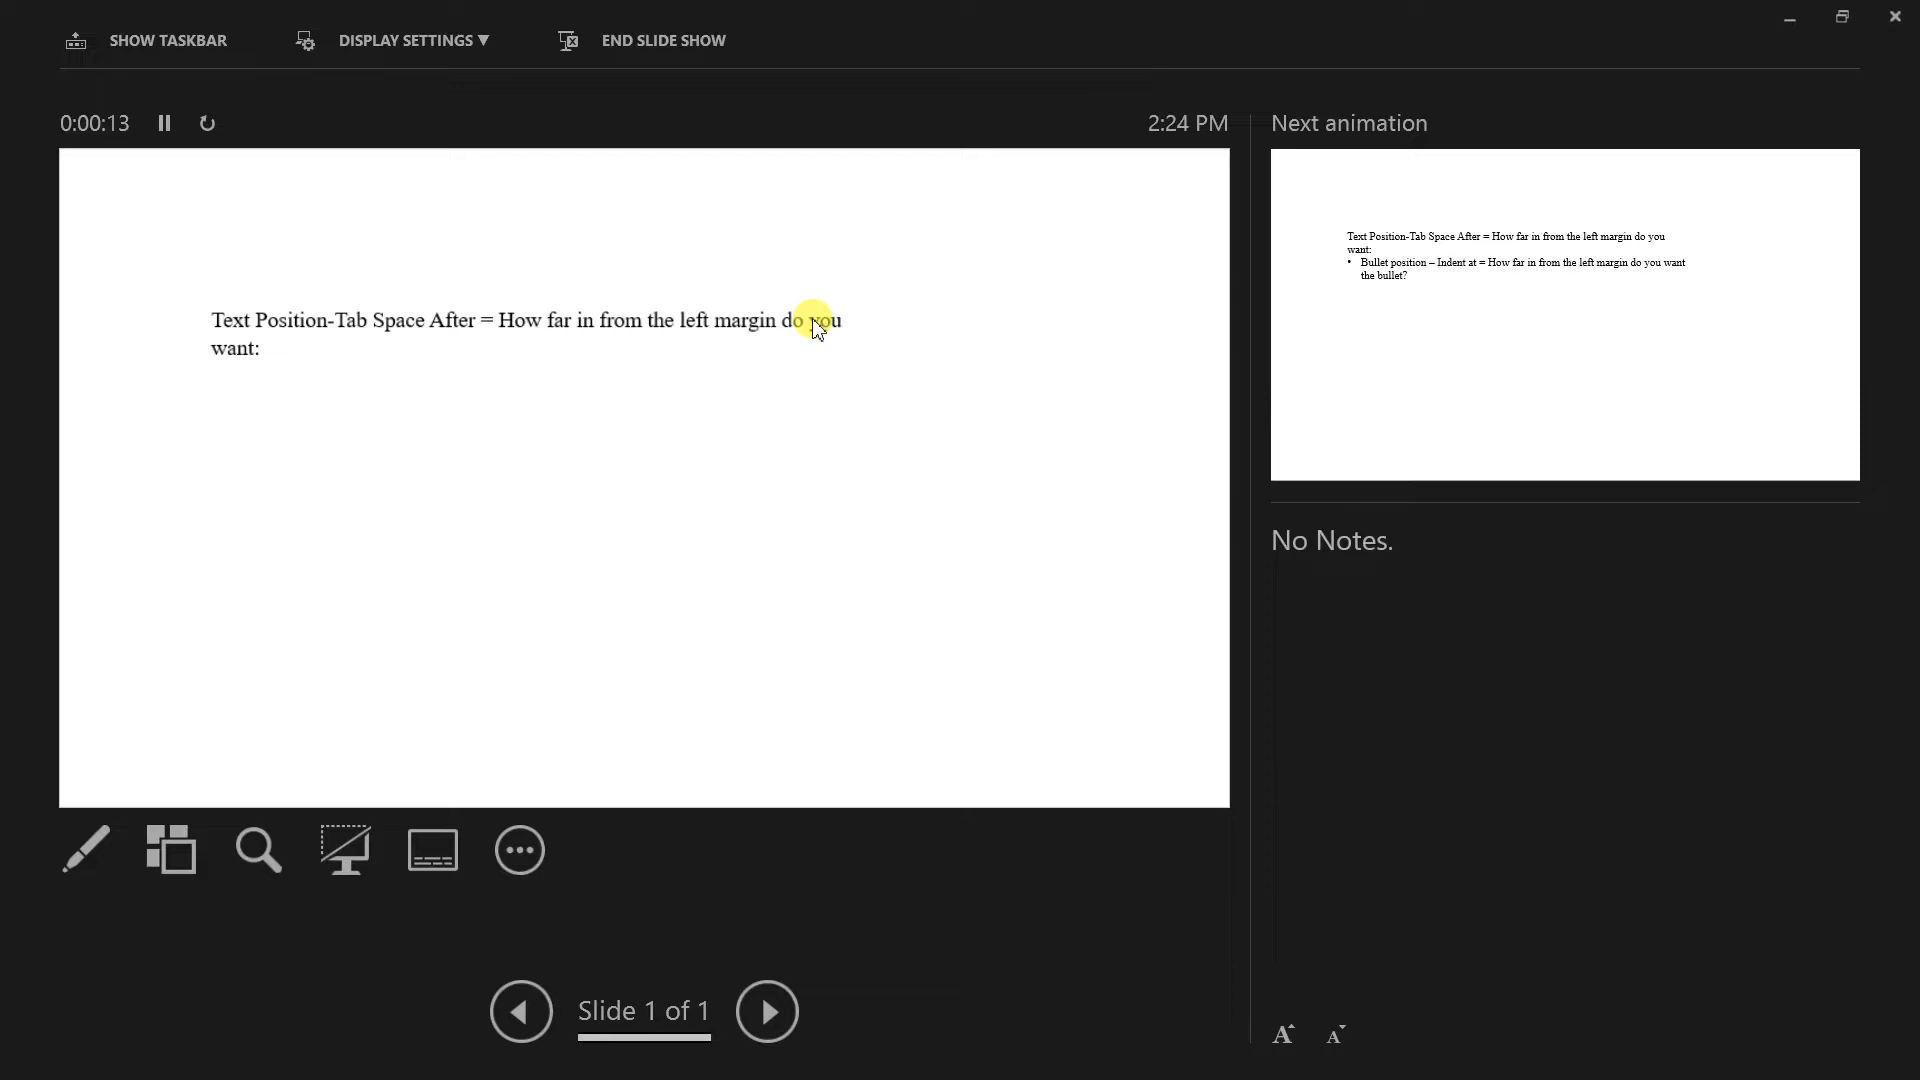 SHOW TASKBAR
DISPLAY SETTINGS ▼
END SLIDE SHOW
0:00:13
2:24 PM
Next animation
Text Position-Tab Space After = How far in from the left margin do you
want:
Text Position-Tab Space After = How far in from the left margin do you
want:
• Bullet position – Indent at = How far in from the left margin do you want
the bullet?
No Notes.
Slide 1 of 1
A A